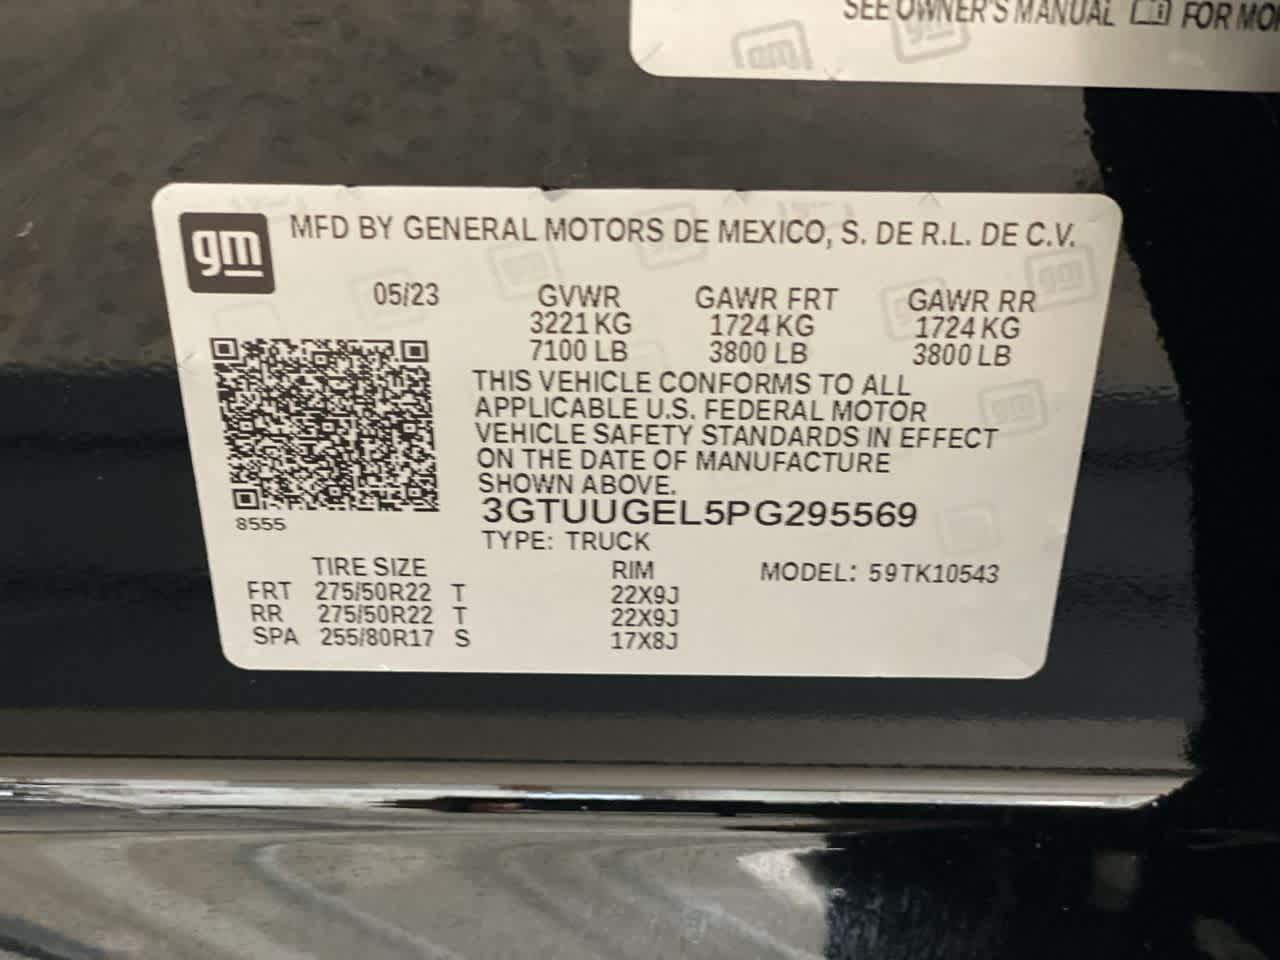 SEE OWNER'S MANUAL FOR
gm
MFD BY GENERAL MOTORS DE MEXICO, S. DE R.L. DE C.V.
05/23 GVWR GAWR FRT GAWR RR
3221 KG 1724 KG 1724 KG
7100 LB 3800 LB 3800 LB
THIS VEHICLE CONFORMS TO ALL
APPLICABLE U.S. FEDERAL MOTOR
VEHICLE SAFETY STANDARDS IN EFFECT
ON THE DATE OF MANUFACTURE
SHOWN ABOVE.
3GTUUGEL5PG295569
8555
TYPE: TRUCK
TIRE SIZE RIM MODEL: 59TK10543
FRT 275/50R22 T 22X9J
RR 275/50R22 T 22X9J
SPA 255/80R17 S 17X8J